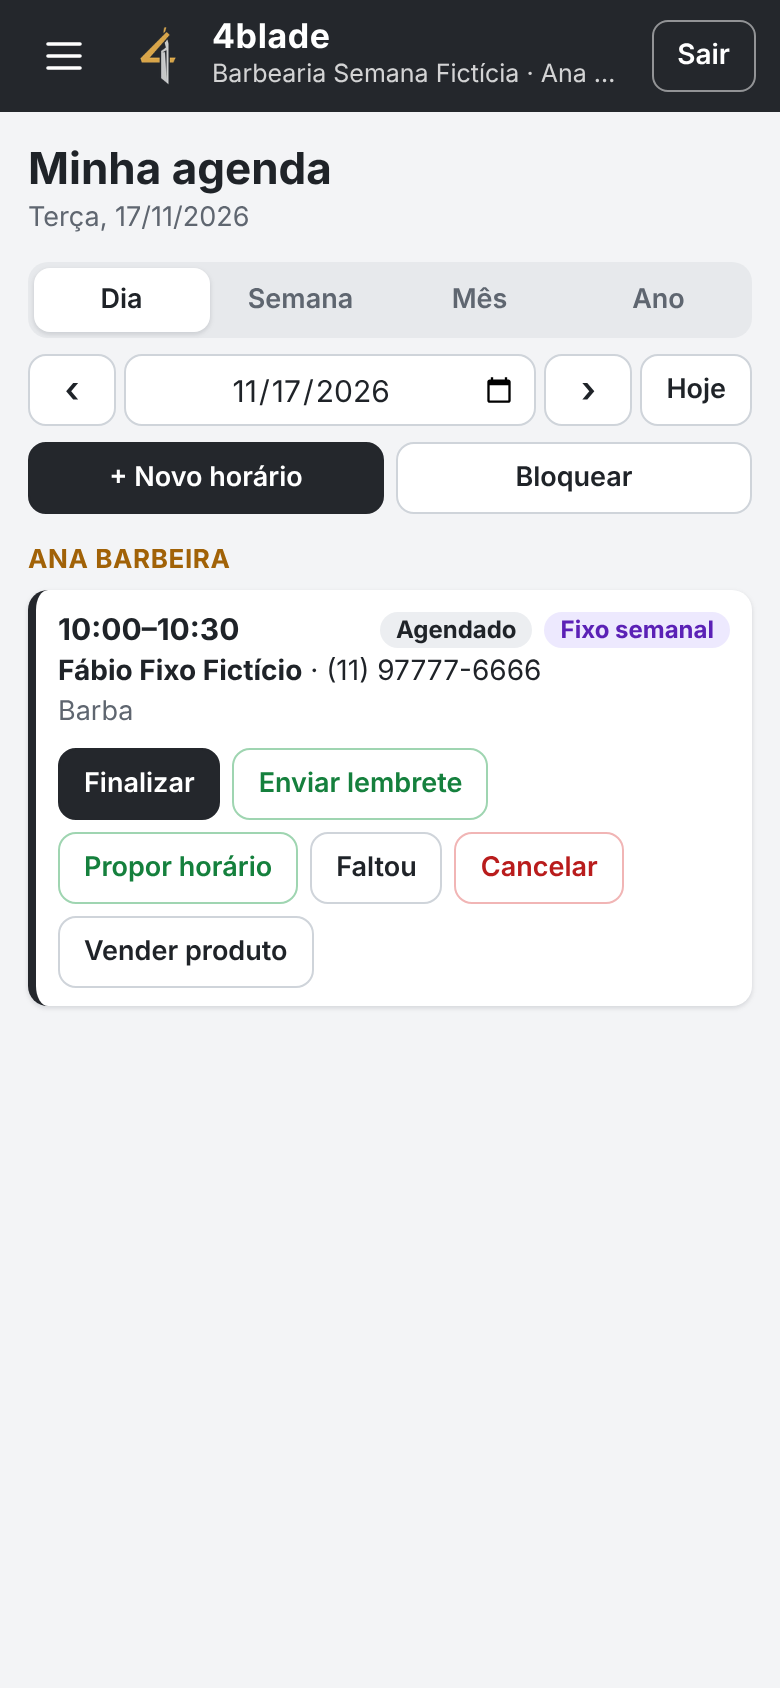 4blade
Barbearia Semana Fictícia · Ana ...
Sair
Minha agenda
Terça, 17/11/2026
Dia
Semana
Mês
Ano
‹
11/17/2026
›
Hoje
+ Novo horário
Bloquear
ANA BARBEIRA
10:00–10:30
Agendado
Fixo semanal
Fábio Fixo Fictício · (11) 97777-6666
Barba
Finalizar
Enviar lembrete
Propor horário
Faltou
Cancelar
Vender produto